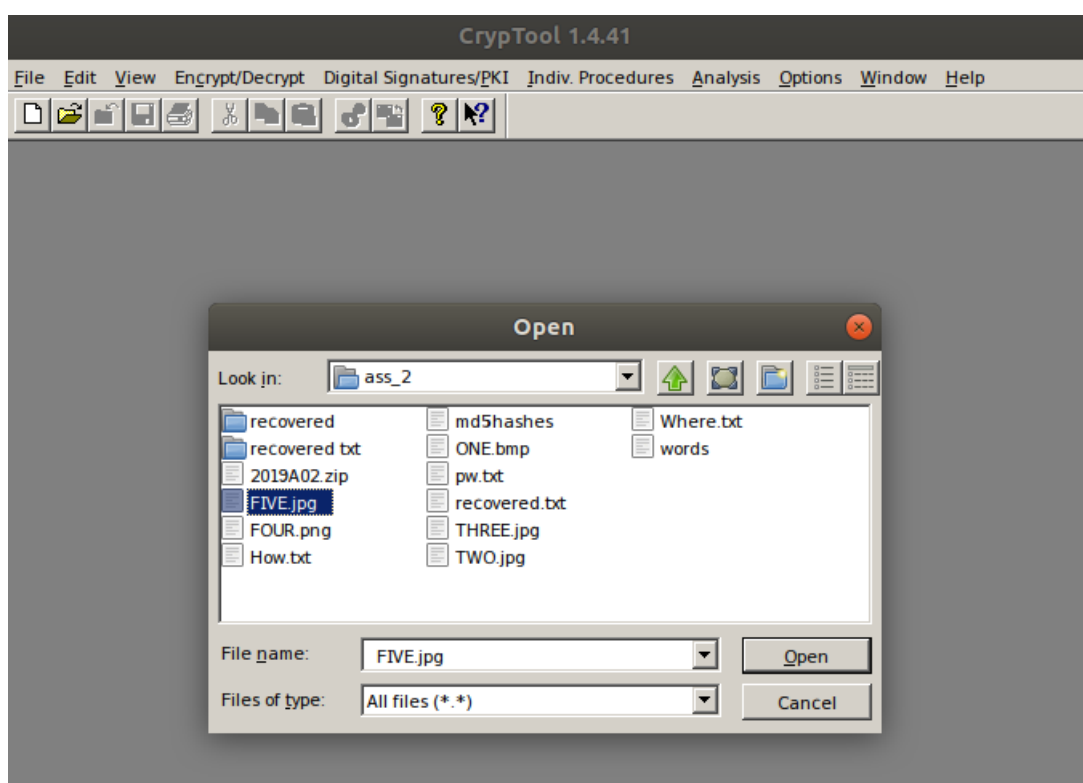 CrypTool 1.4.41
File Edit View Encrypt/Decrypt Digital Signatures/PKI Indiv. Procedures Analysis Options Window Help
Open
Look in: ass_2
recovered md5hashes Where.txt
recovered txt ONE.bmp words
2019A02.zip pw.txt
FIVE.jpg recovered.txt
FOUR.png THREE.jpg
How.txt TWO.jpg
File name: FIVE.jpg Open
Files of type: All files (*.*) Cancel